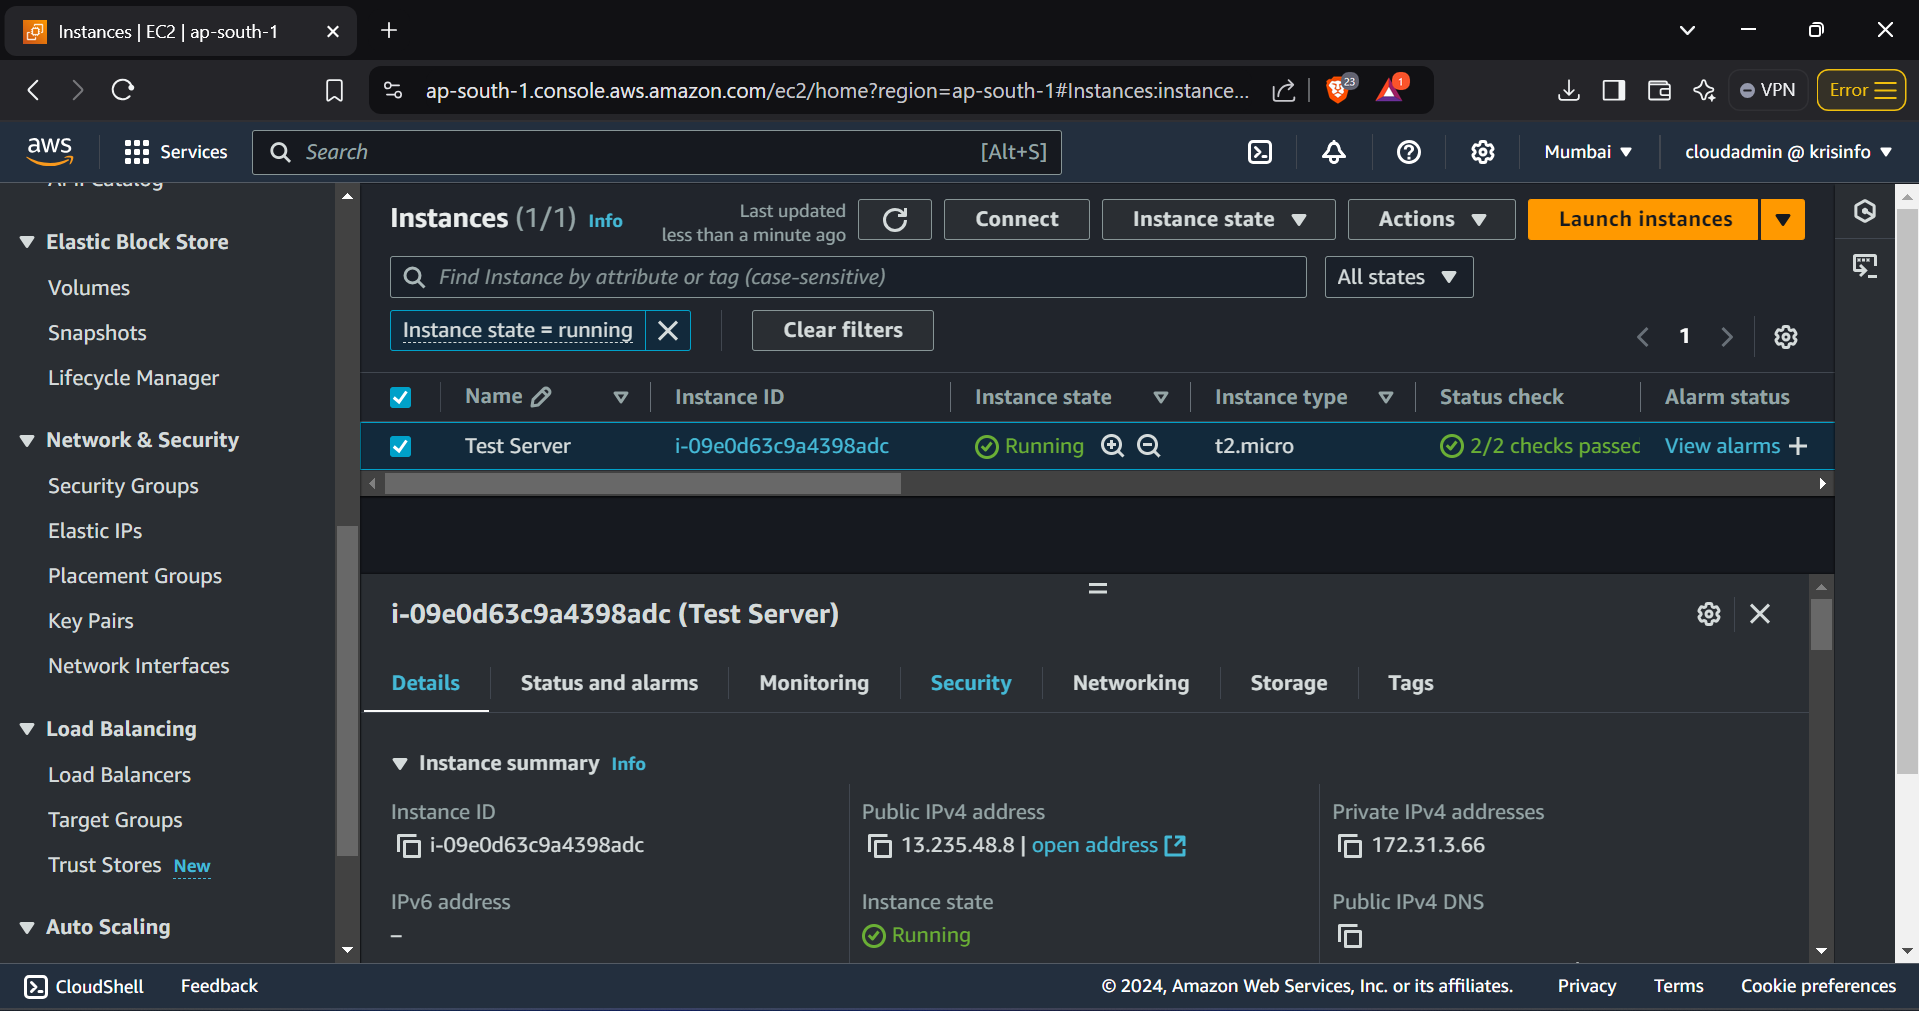 Instances | EC2 | ap-south-1
ap-south-1.console.aws.amazon.com/ec2/home?region=ap-south-1#Instances:instance...
23
1
VPN
Error
aws
Services
Search
[Alt+S]
Mumbai
cloudadmin @ krisinfo
Elastic Block Store
Volumes
Snapshots
Lifecycle Manager
Network & Security
Security Groups
Elastic IPs
Placement Groups
Key Pairs
Network Interfaces
Load Balancing
Load Balancers
Target Groups
Trust Stores New
Auto Scaling
Instances (1/1) Info
Last updated
less than a minute ago
Connect
Instance state
Actions
Launch instances
Find Instance by attribute or tag (case-sensitive)
All states
Instance state = running
Clear filters
1
Name Instance ID Instance state Instance type Status check Alarm status
Test Server i-09e0d63c9a4398adc Running t2.micro 2/2 checks passed View alarms +
i-09e0d63c9a4398adc (Test Server)
Details Status and alarms Monitoring Security Networking Storage Tags
Instance summary Info
Instance ID
i-09e0d63c9a4398adc
Public IPv4 address
13.235.48.8 | open address
Private IPv4 addresses
172.31.3.66
IPv6 address
–
Instance state
Running
Public IPv4 DNS
CloudShell Feedback
© 2024, Amazon Web Services, Inc. or its affiliates. Privacy Terms Cookie preferences